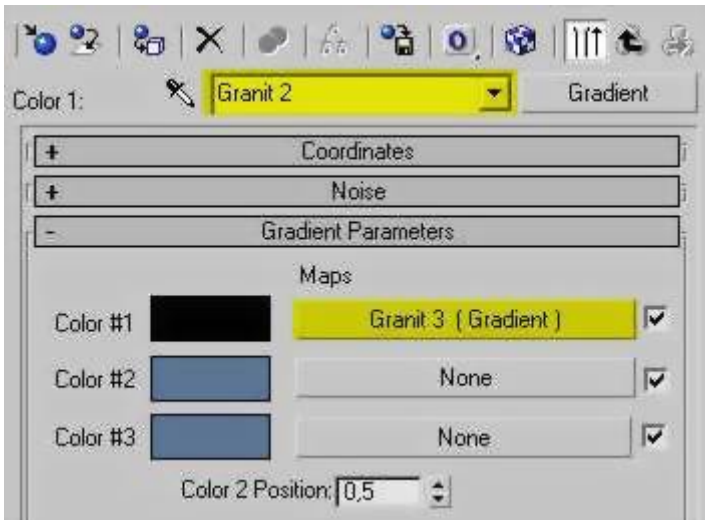 Color 1: Granit 2 Gradient
+ Coordinates
+ Noise
- Gradient Parameters
Maps
Color #1 Granit 3 ( Gradient )
Color #2 None
Color #3 None
Color 2 Position: 0,5